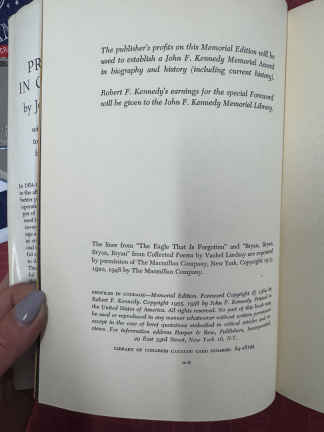 PR
IN C
by J
The publisher's profits on this Memorial Edition will be
used to establish a John F. Kennedy Memorial Award
in biography and history (including current history).
Robert F. Kennedy's earnings for the special Foreword
will be given to the John F. Kennedy Memorial Library.
The lines from "The Eagle That Is Forgotten" and "Bryan, Bryan,
Bryan, Bryan" from Collected Poems by Vachel Lindsay are reprinted
by permission of The Macmillan Company, New York. Copyright 1913,
1920, 1948 by The Macmillan Company.
PROFILES IN COURAGE—Memorial Edition. Foreword Copyright © 1964 by
Robert F. Kennedy. Copyright 1955, 1956 by John F. Kennedy. Printed in
the United States of America. All rights reserved. No part of this book may
be used or reproduced in any manner whatsoever without written permission
except in the case of brief quotations embodied in critical articles and re-
views. For information address Harper & Row, Publishers, Incorporated,
49 East 33rd Street, New York 16, N.Y.
LIBRARY OF CONGRESS CATALOG CARD NUMBER: